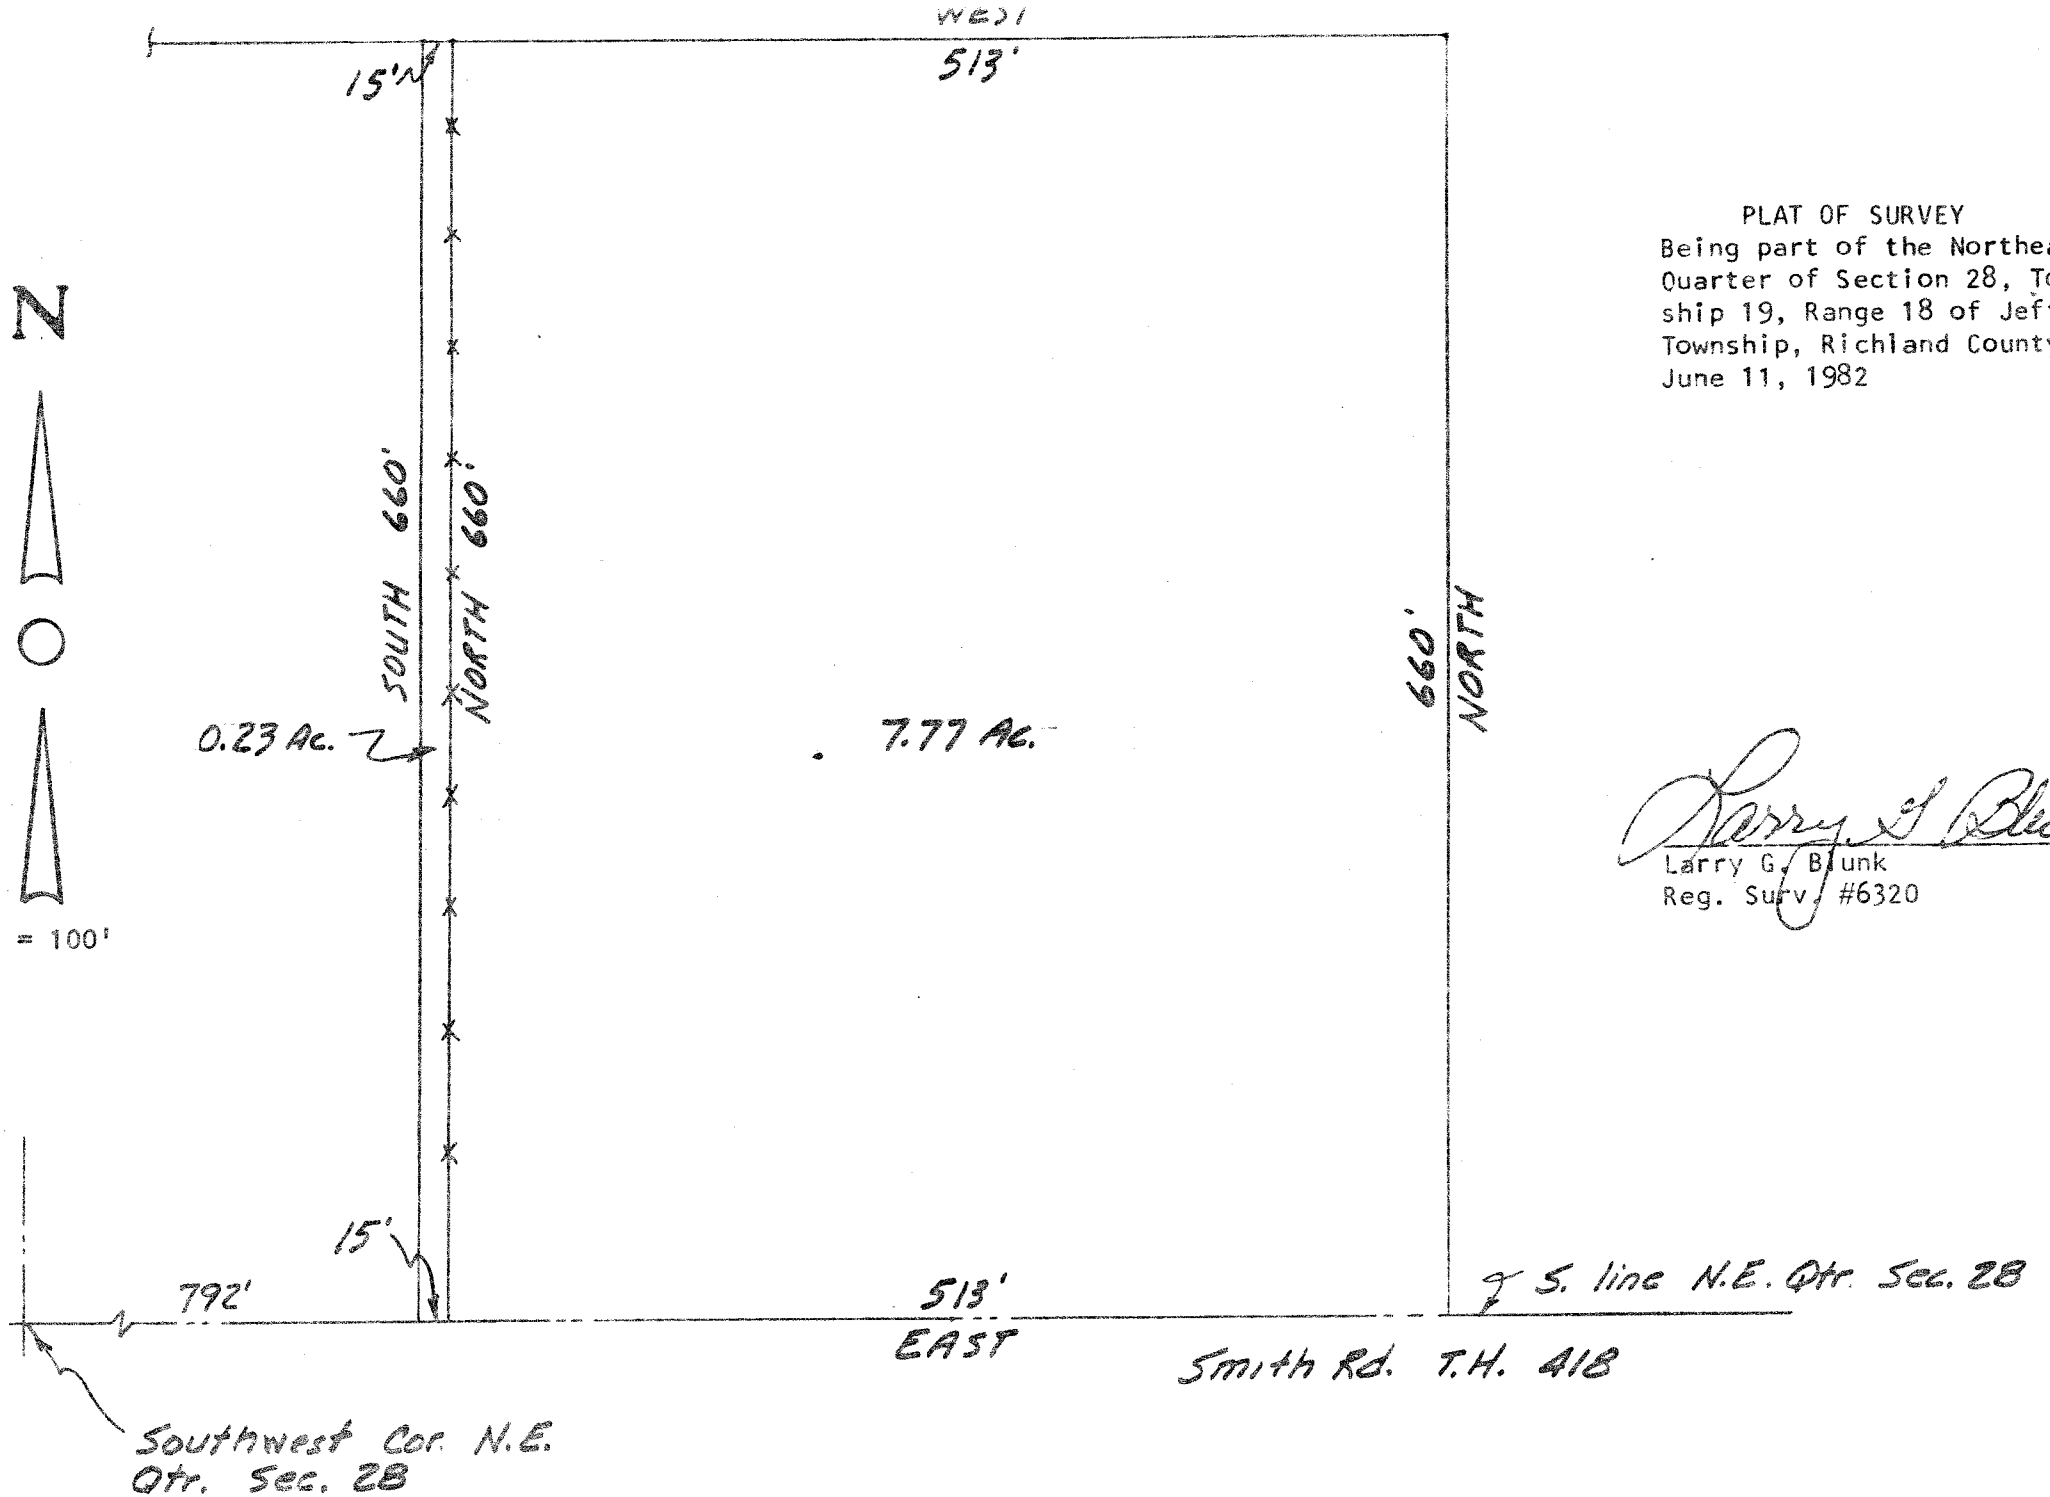 WEST
513'
15'
PLAT OF SURVEY
Being part of the Northea
Quarter of Section 28, To
ship 19, Range 18 of Jef
Township, Richland County
June 11, 1982
N
SOUTH 660'
NORTH 660'
660'
NORTH
0.23 Ac.
7.77 Ac.
Larry G Blu
Larry G. Blunk
Reg. Surv. #6320
= 100'
15'
792'
513'
EAST
S. line N.E. Qtr. Sec. 28
Smith Rd. T.H. 418
Southwest Cor. N.E.
Qtr. Sec. 28